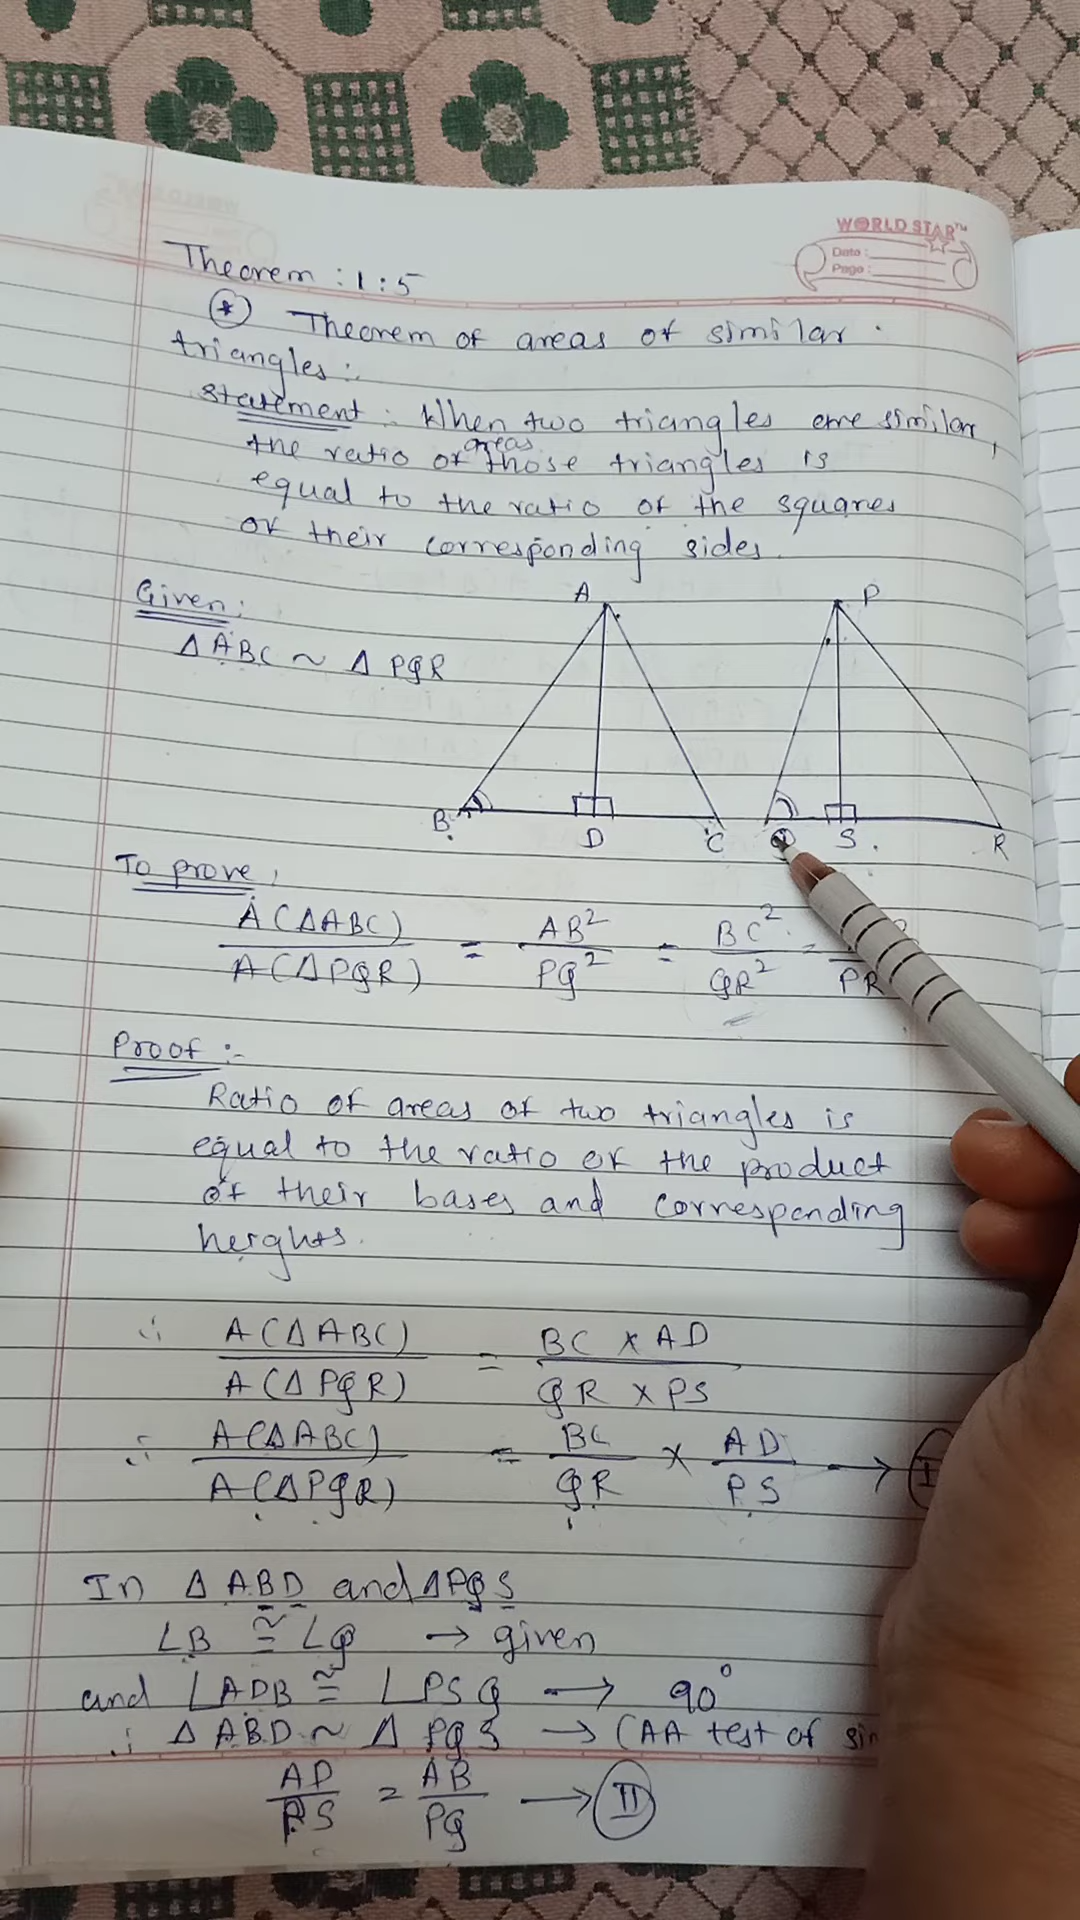 WORLD STAR™
Date :
Page :
Theorem : 1 : 5
* Theorem of areas of similar
triangles :
Statement : When two triangles are similar,
the ratio of areas those triangles is
equal to the ratio of the squares
of their corresponding sides.
Given :
Δ ABC ~ Δ PQR
A P
B D C Q S R
To prove,
A(ΔABC) / A(ΔPQR) = AB² / PQ² = BC² / QR² = / PR
Proof :-
Ratio of areas of two triangles is
equal to the ratio of the product
of their bases and corresponding
heights.
∴ A(ΔABC) / A(ΔPQR) = BC × AD / QR × PS
∴ A(ΔABC) / A(ΔPQR) = BC / QR × AD / PS → I
In Δ ABD and ΔPQS
∠B ≅ ∠Q → given
and ∠ADB ≅ ∠PSQ → 90°
∴ Δ ABD ~ Δ PQS → (AA test of
AD / PS = AB / PQ → II